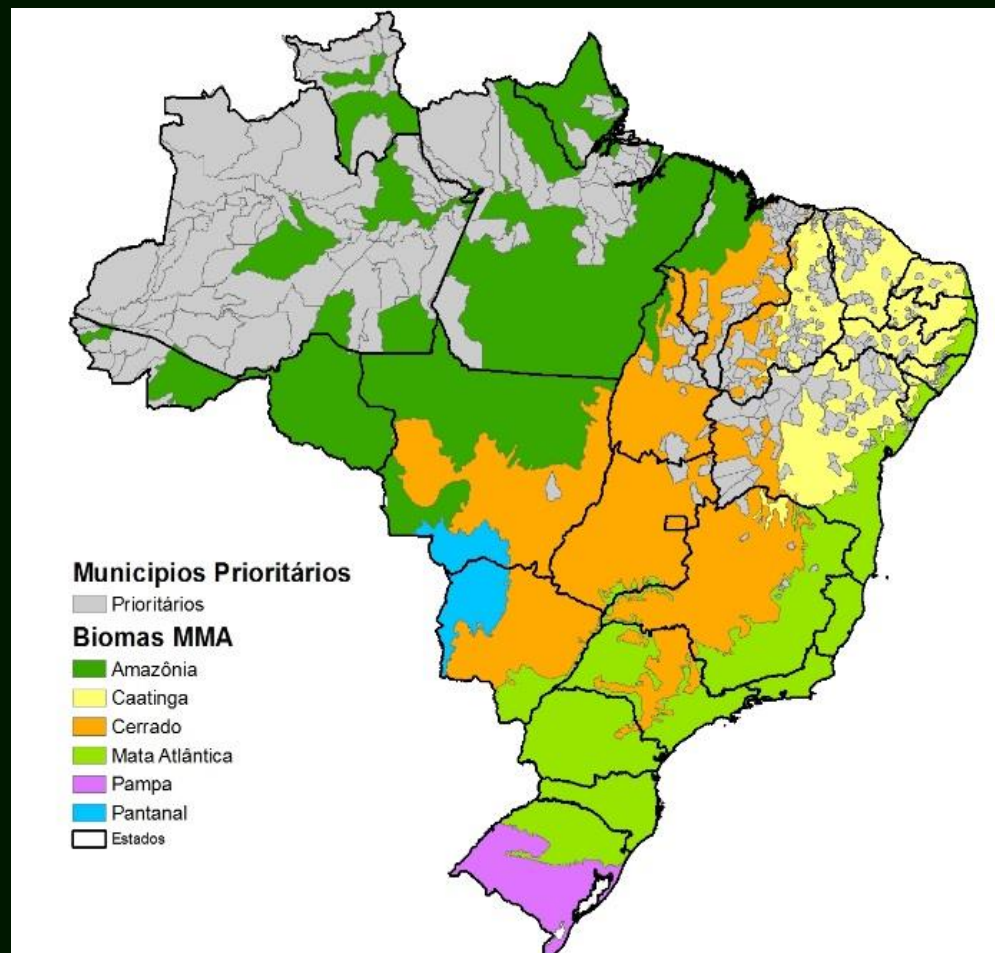 Municipios Prioritários
Prioritários
Biomas MMA
Amazônia
Caatinga
Cerrado
Mata Atlântica
Pampa
Pantanal
Estados